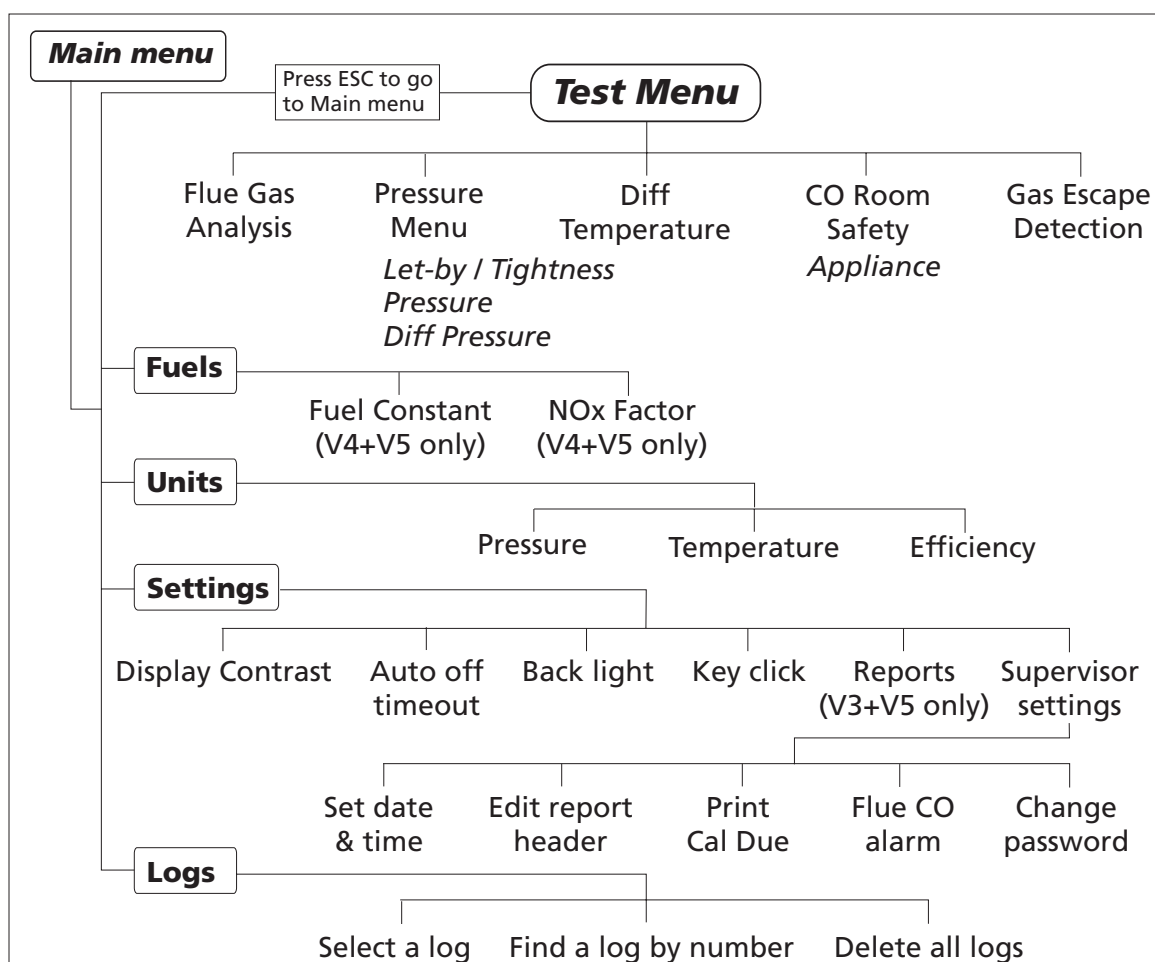 Main menu
Press ESC to go
to Main menu
Test Menu
Flue Gas
Analysis
Pressure
Menu
Let-by / Tightness
Pressure
Diff Pressure
Diff
Temperature
CO Room
Safety
Appliance
Gas Escape
Detection
Fuels
Fuel Constant
(V4+V5 only)
NOx Factor
(V4+V5 only)
Units
Pressure
Temperature
Efficiency
Settings
Display Contrast
Auto off
timeout
Back light
Key click
Reports
(V3+V5 only)
Supervisor
settings
Set date
& time
Edit report
header
Print
Cal Due
Flue CO
alarm
Change
password
Logs
Select a log
Find a log by number
Delete all logs